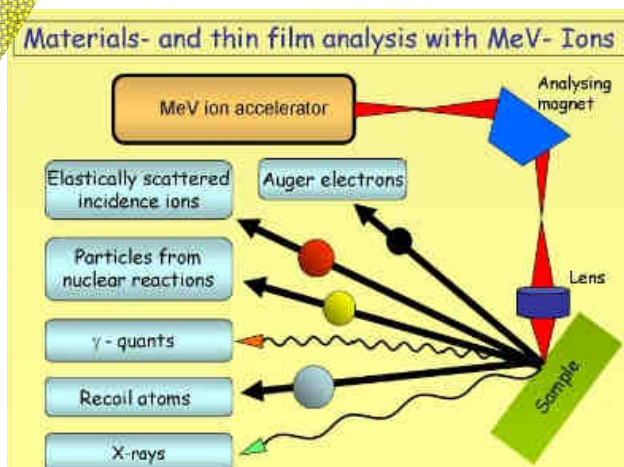 Materials- and thin film analysis with MeV- Ions
MeV ion accelerator
Analysing
magnet
Elastically scattered
incidence ions
Auger electrons
Particles from
nuclear reactions
Lens
γ - quants
Sample
Recoil atoms
X-rays